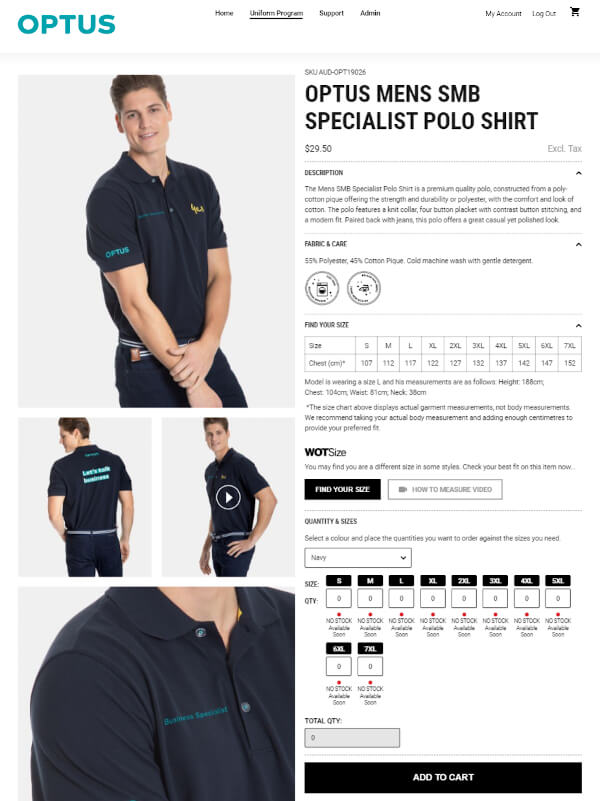 OPTUS
Home Uniform Program Support Admin
My Account Log Out
SKU AUD-OPT19026
OPTUS MENS SMB
SPECIALIST POLO SHIRT
$29.50 Excl. Tax
DESCRIPTION
The Mens SMB Specialist Polo Shirt is a premium quality polo, constructed from a poly-
cotton pique offering the strength and durability or polyester, with the comfort and look of
cotton. The polo features a knit collar, four button placket with contrast button stitching, and
a modern fit. Paired back with jeans, this polo offers a great casual yet polished look.
FABRIC & CARE
55% Polyester, 45% Cotton Pique. Cold machine wash with gentle detergent.
FIND YOUR SIZE
Size S M L XL 2XL 3XL 4XL 5XL 6XL 7XL
Chest (cm)* 107 112 117 122 127 132 137 142 147 152
Model is wearing a size L and his measurements are as follows: Height: 188cm;
Chest: 104cm; Waist: 81cm; Neck: 38cm
*The size chart above displays actual garment measurements, not body measurements.
We recommend taking your actual body measurement and adding enough centimetres to
provide your preferred fit.
WOTSize
You may find you are a different size in some styles. Check your best fit on this item now...
FIND YOUR SIZE HOW TO MEASURE VIDEO
QUANTITY & SIZES
Select a colour and place the quantities you want to order against the sizes you need.
Navy
SIZE: S M L XL 2XL 3XL 4XL 5XL
QTY: 0 0 0 0 0 0 0 0
NO STOCK NO STOCK NO STOCK NO STOCK NO STOCK NO STOCK NO STOCK NO STOCK
Available Available Available Available Available Available Available Available
Soon Soon Soon Soon Soon Soon Soon Soon
6XL 7XL
0 0
NO STOCK NO STOCK
Available Available
Soon Soon
TOTAL QTY:
0
ADD TO CART
OPTUS
yes
OPTUS
Let's talk
business
Business Specialist